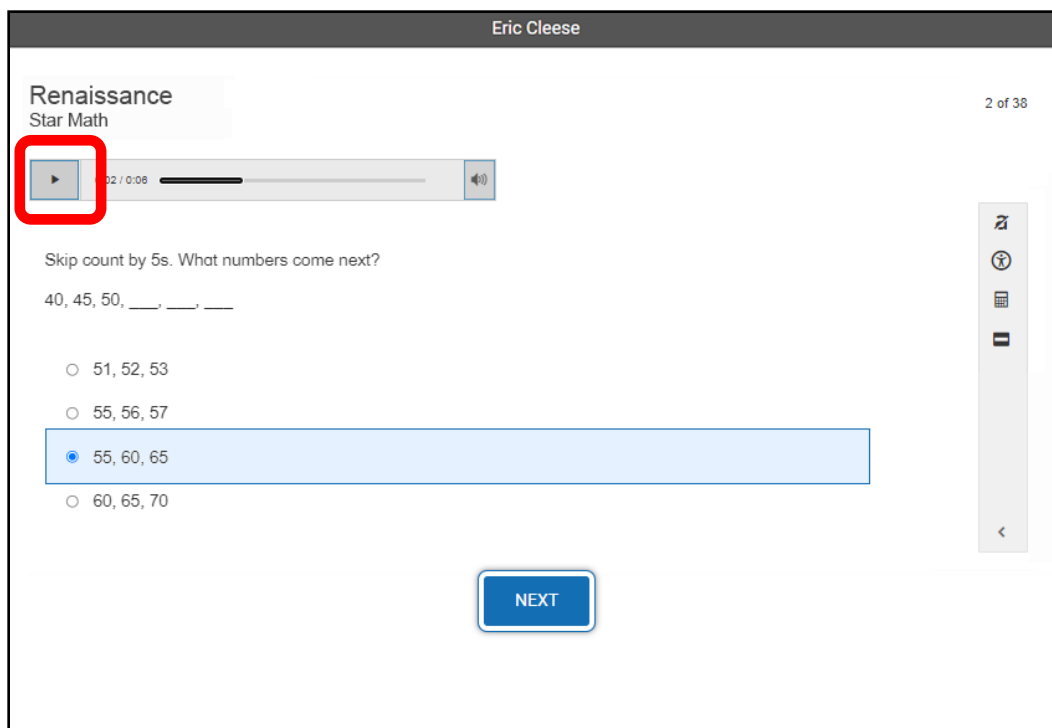 Eric Cleese
Renaissance
2 of 38
Star Math
02 / 0:06
Skip count by 5s. What numbers come next?
40, 45, 50, ___, ___, ___
51, 52, 53
55, 56, 57
55, 60, 65
60, 65, 70
NEXT